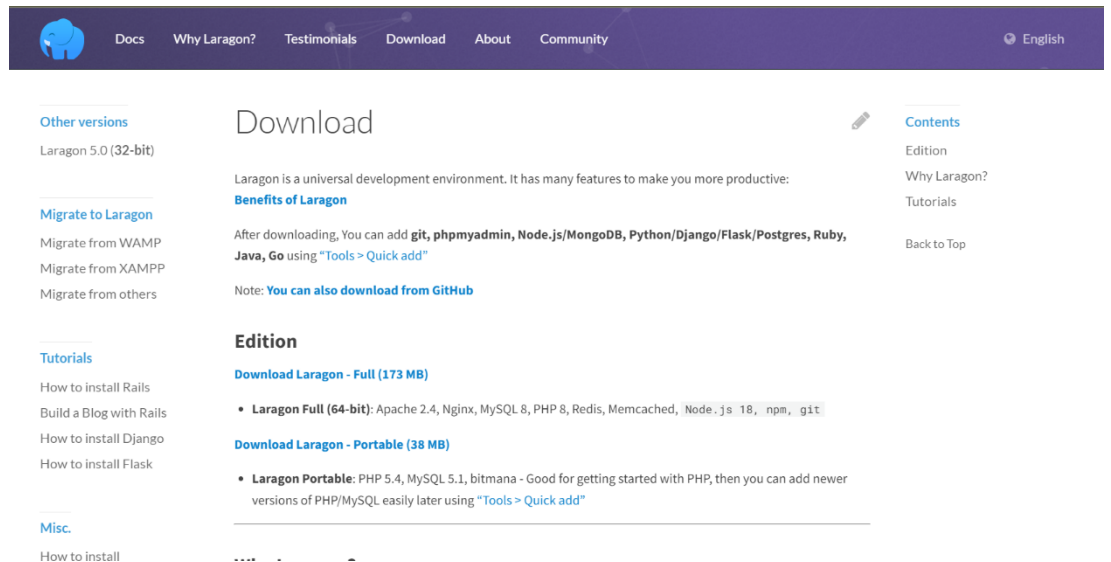 Docs Why Laragon? Testimonials Download About Community English
Other versions
Laragon 5.0 (32-bit)
Migrate to Laragon
Migrate from WAMP
Migrate from XAMPP
Migrate from others
Tutorials
How to install Rails
Build a Blog with Rails
How to install Django
How to install Flask
Misc.
How to install
Download
Laragon is a universal development environment. It has many features to make you more productive:
Benefits of Laragon
After downloading, You can add git, phpmyadmin, Node.js/MongoDB, Python/Django/Flask/Postgres, Ruby,
Java, Go using “Tools > Quick add”
Note: You can also download from GitHub
Edition
Download Laragon - Full (173 MB)
• Laragon Full (64-bit): Apache 2.4, Nginx, MySQL 8, PHP 8, Redis, Memcached, Node.js 18, npm, git
Download Laragon - Portable (38 MB)
• Laragon Portable: PHP 5.4, MySQL 5.1, bitmana - Good for getting started with PHP, then you can add newer
versions of PHP/MySQL easily later using “Tools > Quick add”
Contents
Edition
Why Laragon?
Tutorials
Back to Top